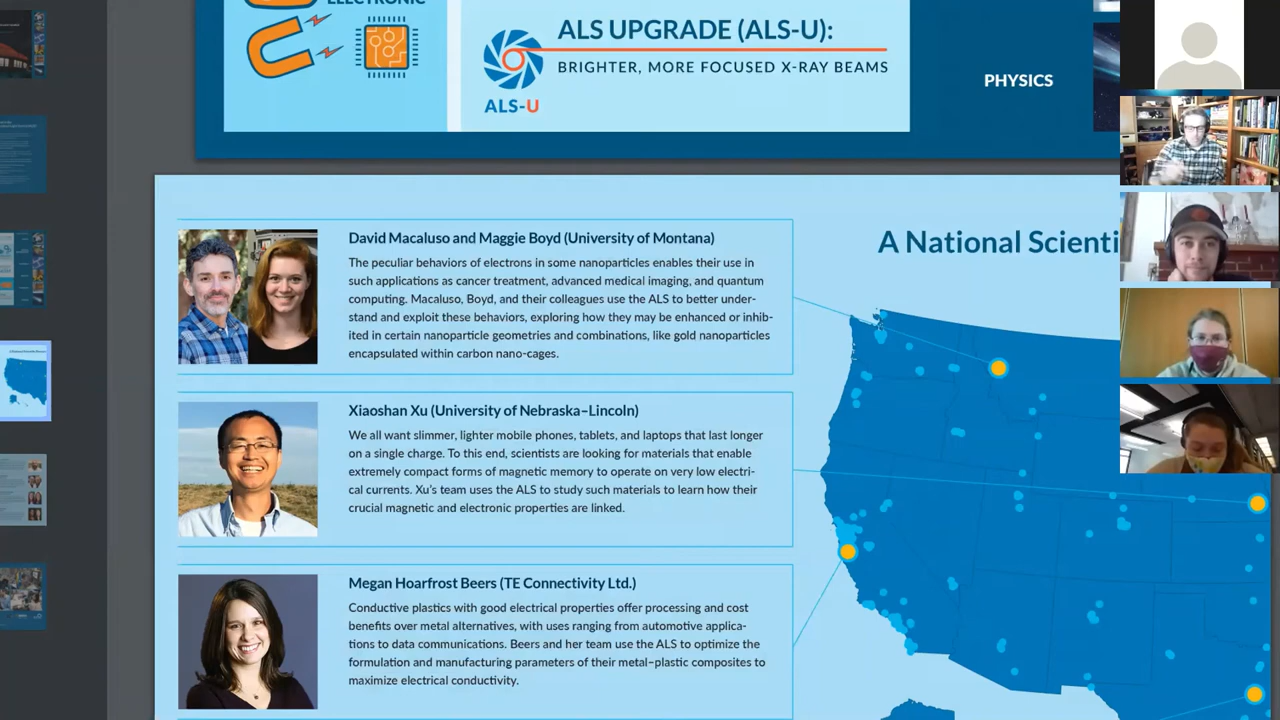 ELECTRONIC
ALS UPGRADE (ALS-U):
BRIGHTER, MORE FOCUSED X-RAY BEAMS
ALS-U
PHYSICS
David Macaluso and Maggie Boyd (University of Montana)
The peculiar behaviors of electrons in some nanoparticles enables their use in
such applications as cancer treatment, advanced medical imaging, and quantum
computing. Macaluso, Boyd, and their colleagues use the ALS to better under-
stand and exploit these behaviors, exploring how they may be enhanced or inhib-
ited in certain nanoparticle geometries and combinations, like gold nanoparticles
encapsulated within carbon nano-cages.
A National Scienti
Xiaoshan Xu (University of Nebraska–Lincoln)
We all want slimmer, lighter mobile phones, tablets, and laptops that last longer
on a single charge. To this end, scientists are looking for materials that enable
extremely compact forms of magnetic memory to operate on very low electri-
cal currents. Xu's team uses the ALS to study such materials to learn how their
crucial magnetic and electronic properties are linked.
Megan Hoarfrost Beers (TE Connectivity Ltd.)
Conductive plastics with good electrical properties offer processing and cost
benefits over metal alternatives, with uses ranging from automotive applica-
tions to data communications. Beers and her team use the ALS to optimize the
formulation and manufacturing parameters of their metal–plastic composites to
maximize electrical conductivity.